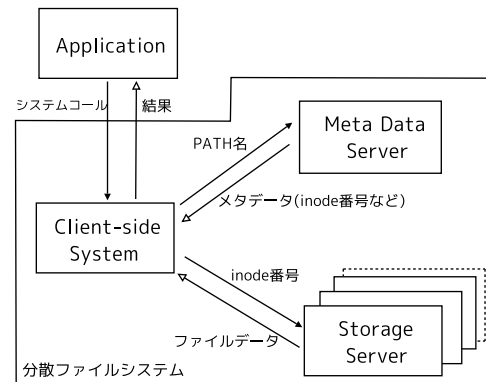 Application
システムコール
結果
PATH名
Meta Data
Server
メタデータ(inode番号など)
Client-side
System
inode番号
ファイルデータ
Storage
Server
分散ファイルシステム